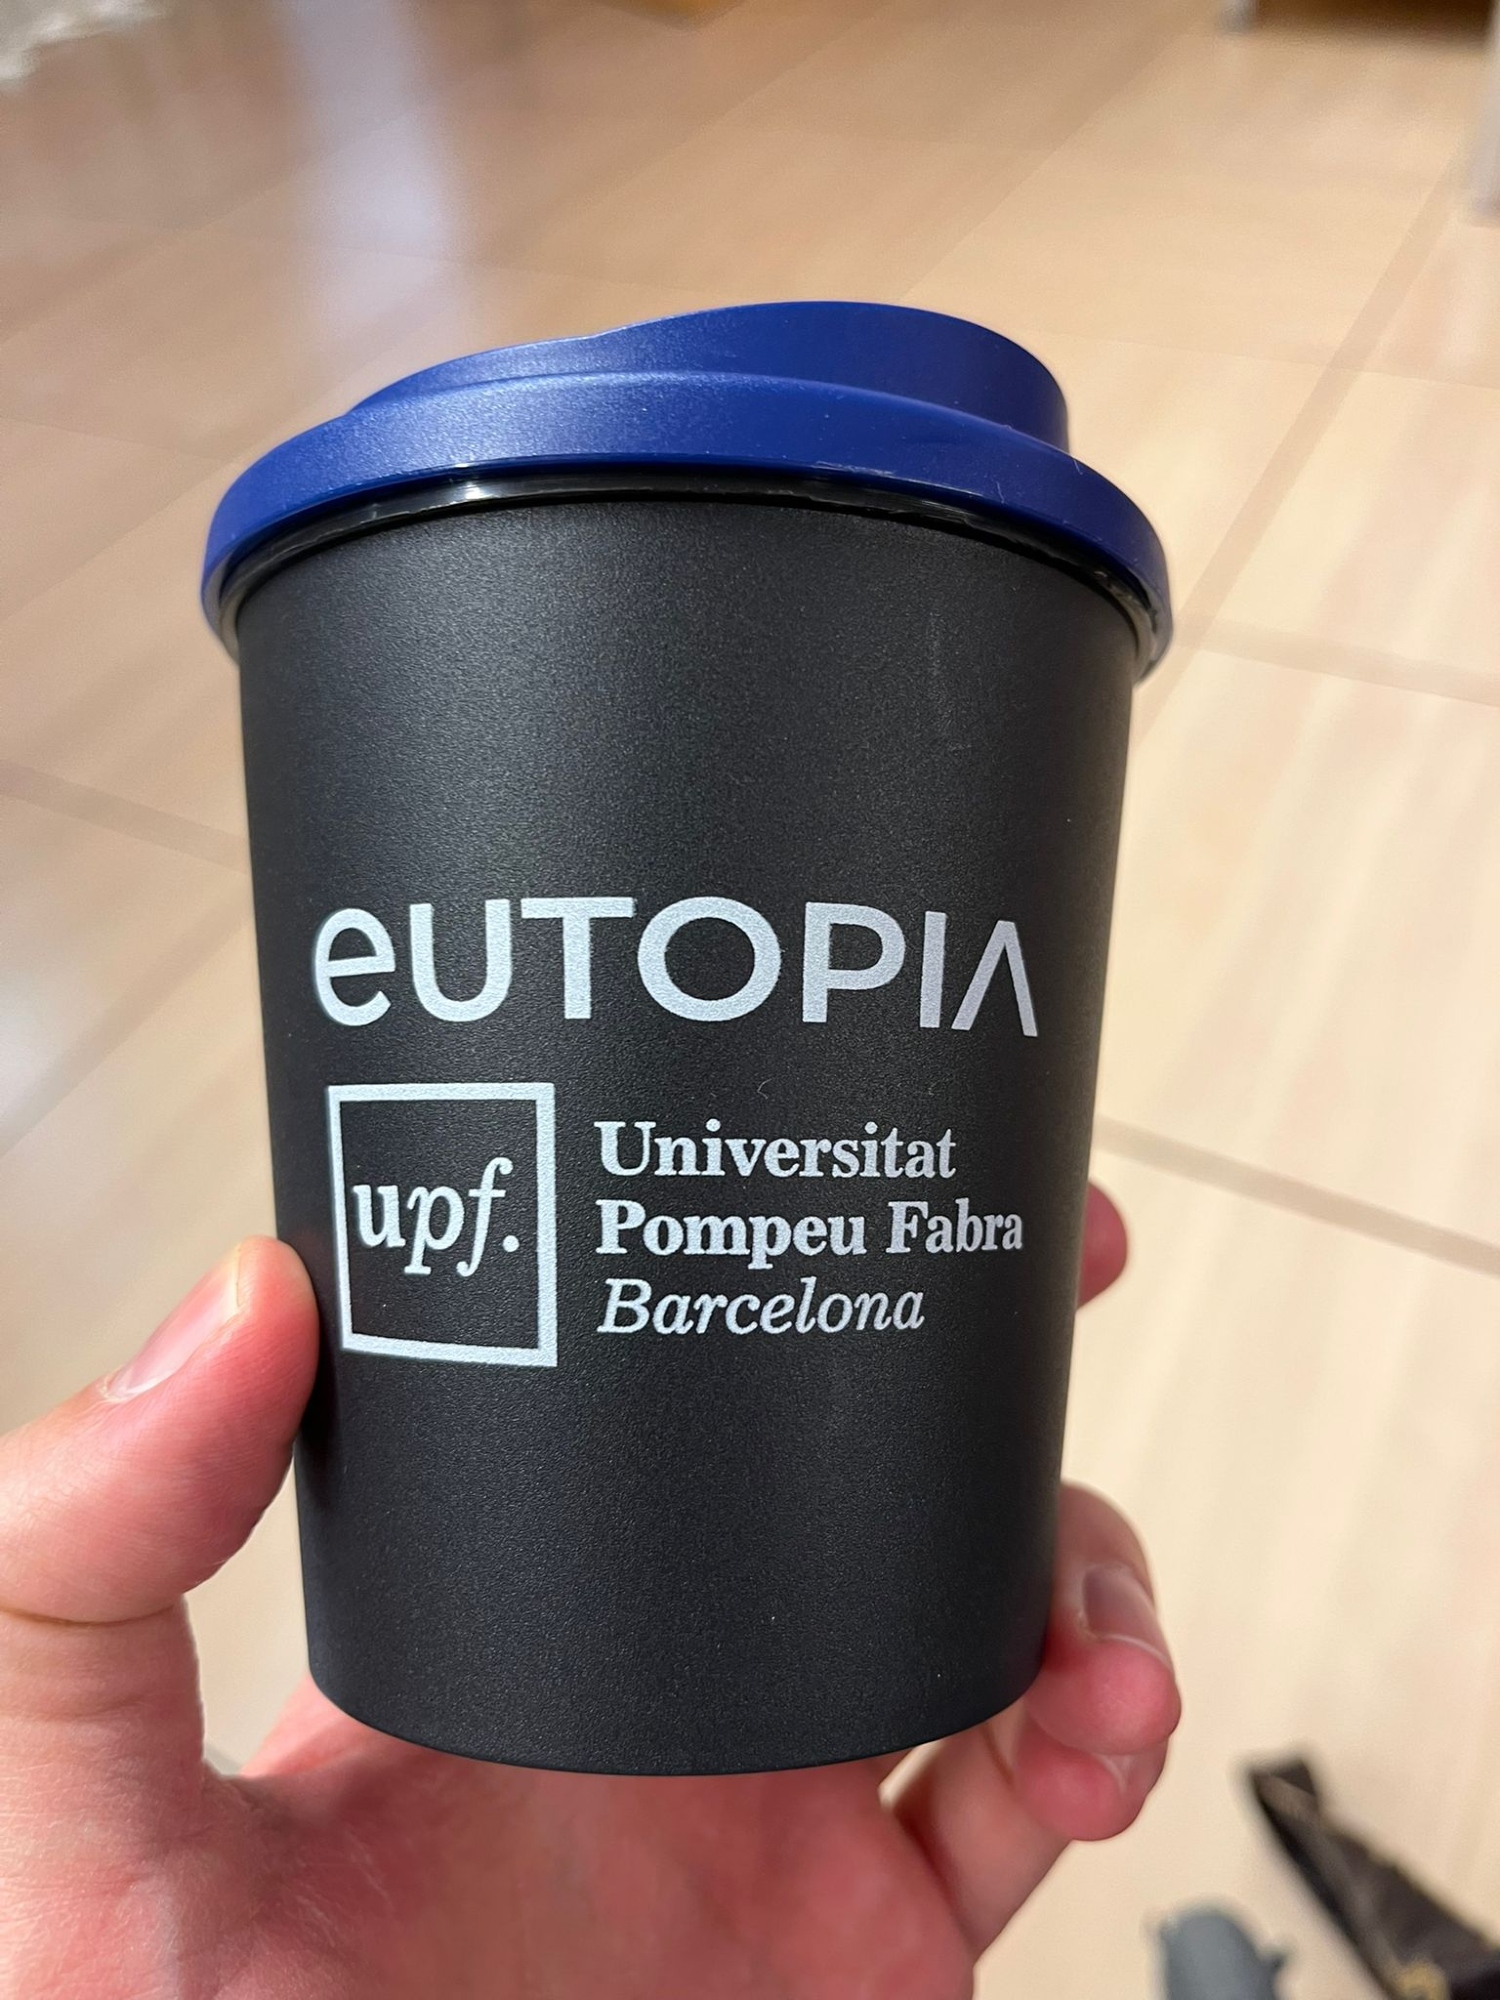 eUTOPIA
upf.
Universitat
Pompeu Fabra
Barcelona